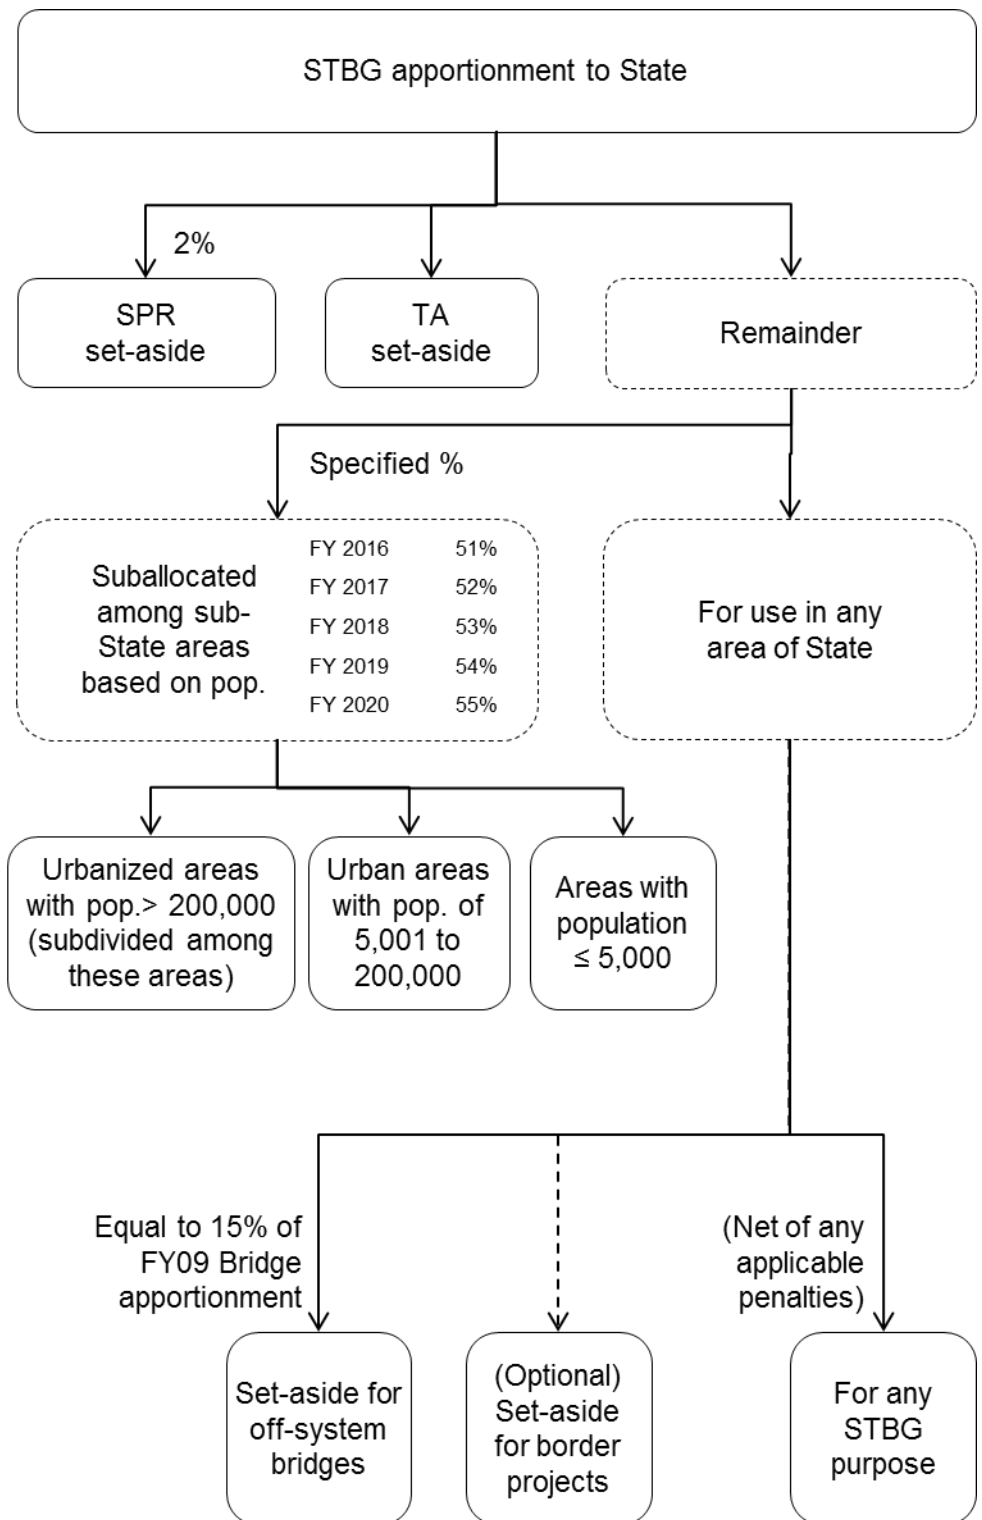 STBG apportionment to State
2%
SPR
set-aside
TA
set-aside
Remainder
Specified %
Suballocated
among sub-
State areas
based on pop.
FY 2016 51%
FY 2017 52%
FY 2018 53%
FY 2019 54%
FY 2020 55%
For use in any
area of State
Urbanized areas
with pop.> 200,000
(subdivided among
these areas)
Urban areas
with pop. of
5,001 to
200,000
Areas with
population
≤ 5,000
Equal to 15% of
FY09 Bridge
apportionment
(Net of any
applicable
penalties)
Set-aside for
off-system
bridges
(Optional)
Set-aside
for border
projects
For any
STBG
purpose